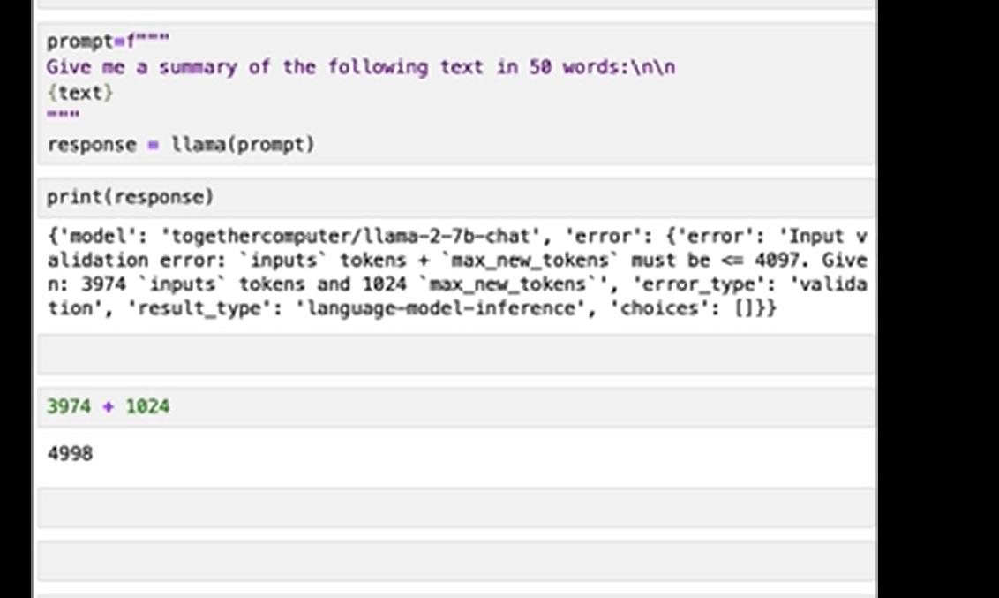 prompt=f"""
Give me a summary of the following text in 50 words:\n\n
{text}
"""
response = llama(prompt)
print(response)
{'model': 'togethercomputer/llama-2-7b-chat', 'error': {'error': 'Input v
alidation error: `inputs` tokens + `max_new_tokens` must be <= 4097. Give
n: 3974 `inputs` tokens and 1024 `max_new_tokens`', 'error_type': 'valida
tion', 'result_type': 'language-model-inference', 'choices': []}}
3974 + 1024
4998